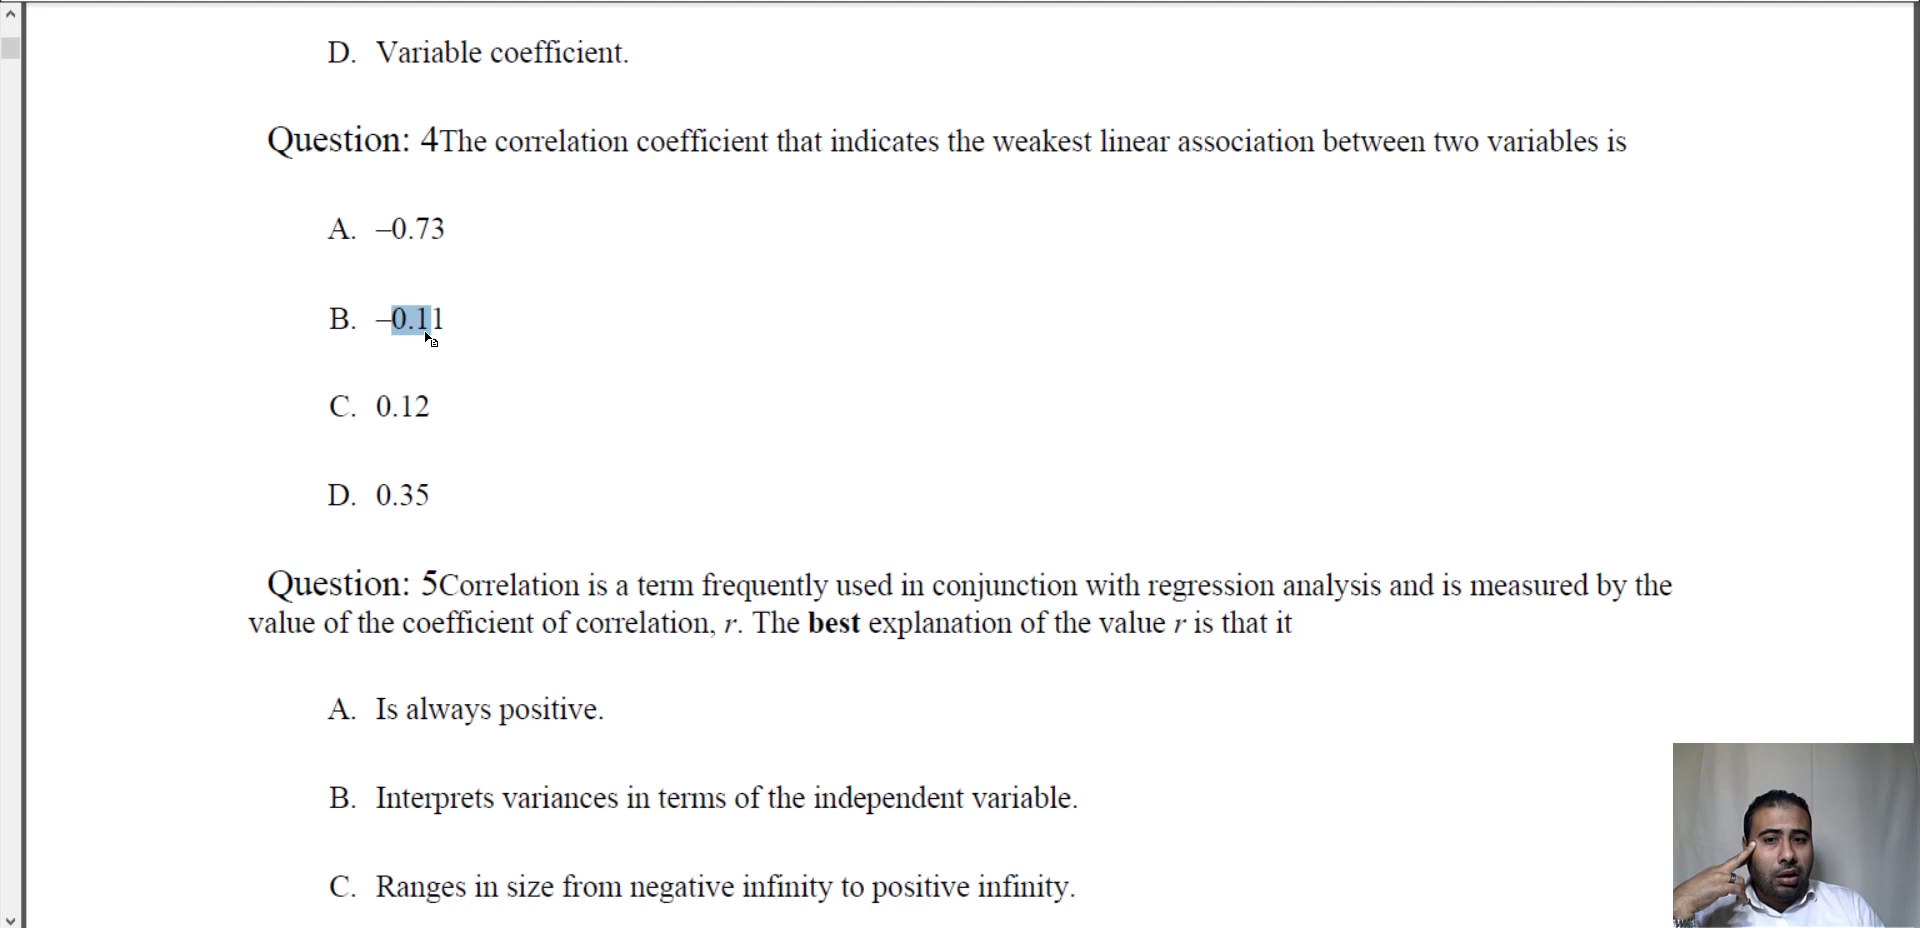 D. Variable coefficient.
Question: 4The correlation coefficient that indicates the weakest linear association between two variables is
A. –0.73
B. –0.11
C. 0.12
D. 0.35
Question: 5Correlation is a term frequently used in conjunction with regression analysis and is measured by the
value of the coefficient of correlation, r. The best explanation of the value r is that it
A. Is always positive.
B. Interprets variances in terms of the independent variable.
C. Ranges in size from negative infinity to positive infinity.